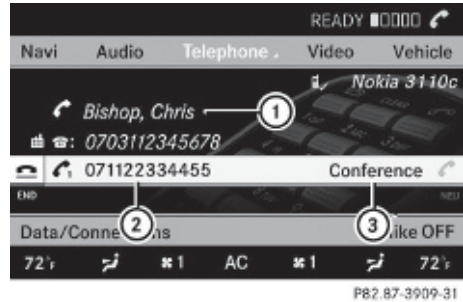 READY
Navi Audio Telephone Video Vehicle
Nokia 3110c
Bishop, Chris 1
0703112345678
1 071122334455 Conference
END NEU
2 3
Data/Conne ns ike OFF
72°F 1 AC 1 72°F
P82.87-3909-31